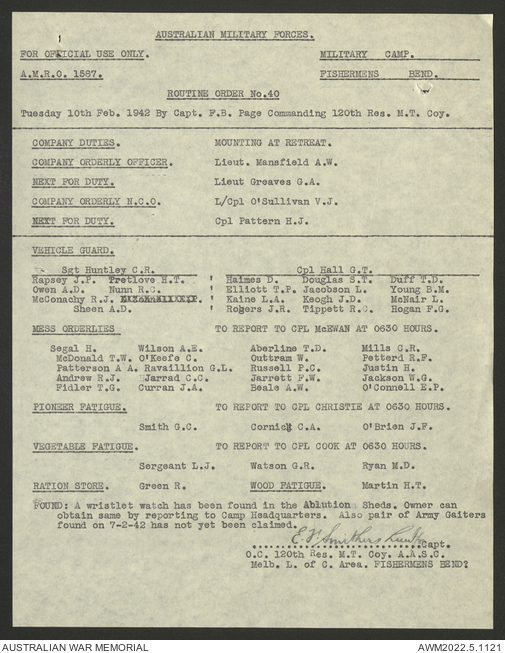 AUSTRALIAN MILITARY FORCES.
FOR OFFICIAL USE ONLY. MILITARY CAMP.
A.M.R.O. 1587. FISHERMENS BEND.
ROUTINE ORDER No.40
Tuesday 10th Feb. 1942 By Capt. F.B. Page Commanding 120th Res. M.T. Coy.
COMPANY DUTIES. MOUNTING AT RETREAT.
COMPANY ORDERLY OFFICER. Lieut. Mansfield A.W.
NEXT FOR DUTY. Lieut Greaves G.A.
COMPANY ORDERLY N.C.O. L/Cpl O'Sullivan V.J.
NEXT FOR DUTY. Cpl Pattern H.J.
VEHICLE GUARD.
Sgt Huntley C.R. Cpl Hall G.T.
Rapsey J.P. Tretlove H.T. ! Haimes D. Douglas S.T. Duff T.D.
Owen A.D. Nunn R.C. ! Elliott T.P. Jacobson L. Young B.M.
McConachy R.J. ! Kaine L.A. Keogh J.D. McNair L.
Sheen A.D. ! Rogers J.R. Tippett R.C. Hogan F.G.
MESS ORDERLIES TO REPORT TO CPL McEWAN AT 0630 HOURS.
Segal H. Wilson A.E. Aberline T.D. Mills C.R.
McDonald T.W. O'Keefe C. Outtram W. Petterd R.F.
Patterson A A. Ravaillion G.L. Russell P.C. Justin H.
Andrew R.J. Jarrad C.C. Jarrett F.W. Jackson W.G.
Fidler T.G. Curran J.A. Beale A.W. O'Connell E.P.
PIONEER FATIGUE. TO REPORT TO CPL CHRISTIE AT 0630 HOURS.
Smith G.C. Cornick C.A. O'Brien J.F.
VEGETABLE FATIGUE. TO REPORT TO CPL COOK AT 0630 HOURS.
Sergeant L.J. Watson G.R. Ryan M.D.
RATION STORE. Green R. WOOD FATIGUE. Martin H.T.
FOUND: A wristlet watch has been found in the Ablution Sheds. Owner can
obtain same by reporting to Camp Headquarters. Also pair of Army Gaiters
found on 7-2-42 has not yet been claimed.
Capt.
O.C. 120th Res. M.T. Coy. A.A.S.C.
Melb. L. of C. Area. FISHERMENS BEND?
AUSTRALIAN WAR MEMORIAL AWM2022.5.1121